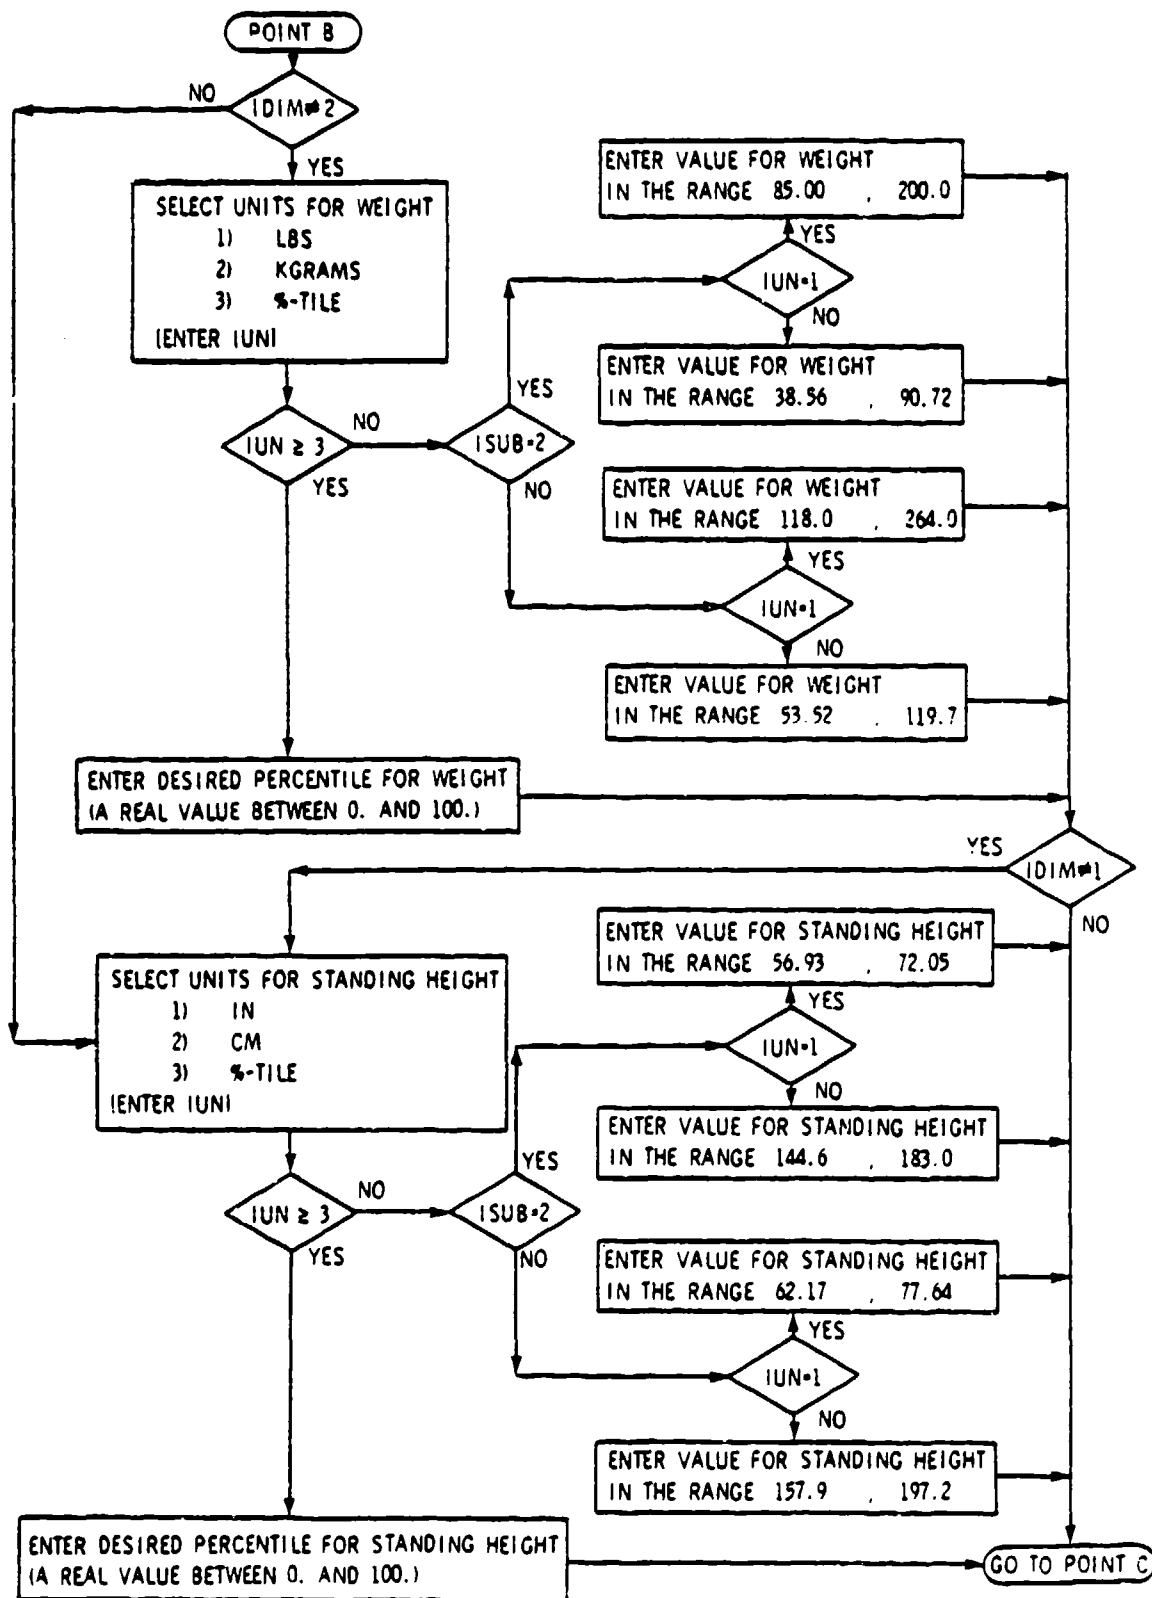 POINT B
IDIM≠2
NO
YES
SELECT UNITS FOR WEIGHT
1) LBS
2) KGRAMS
3) %-TILE
[ENTER IUN]
IUN ≥ 3
NO
YES
ISUB=2
YES
NO
ENTER VALUE FOR WEIGHT
IN THE RANGE 85.00 , 200.0
YES
IUN=1
NO
ENTER VALUE FOR WEIGHT
IN THE RANGE 38.56 , 90.72
ENTER VALUE FOR WEIGHT
IN THE RANGE 118.0 , 264.0
YES
IUN=1
NO
ENTER VALUE FOR WEIGHT
IN THE RANGE 53.52 , 119.7
ENTER DESIRED PERCENTILE FOR WEIGHT
(A REAL VALUE BETWEEN 0. AND 100.)
YES
IDIM≠1
NO
SELECT UNITS FOR STANDING HEIGHT
1) IN
2) CM
3) %-TILE
[ENTER IUN]
IUN ≥ 3
NO
YES
ISUB=2
YES
NO
ENTER VALUE FOR STANDING HEIGHT
IN THE RANGE 56.93 , 72.05
YES
IUN=1
NO
ENTER VALUE FOR STANDING HEIGHT
IN THE RANGE 144.6 , 183.0
ENTER VALUE FOR STANDING HEIGHT
IN THE RANGE 62.17 , 77.64
YES
IUN=1
NO
ENTER VALUE FOR STANDING HEIGHT
IN THE RANGE 157.9 , 197.2
ENTER DESIRED PERCENTILE FOR STANDING HEIGHT
(A REAL VALUE BETWEEN 0. AND 100.)
GO TO POINT C